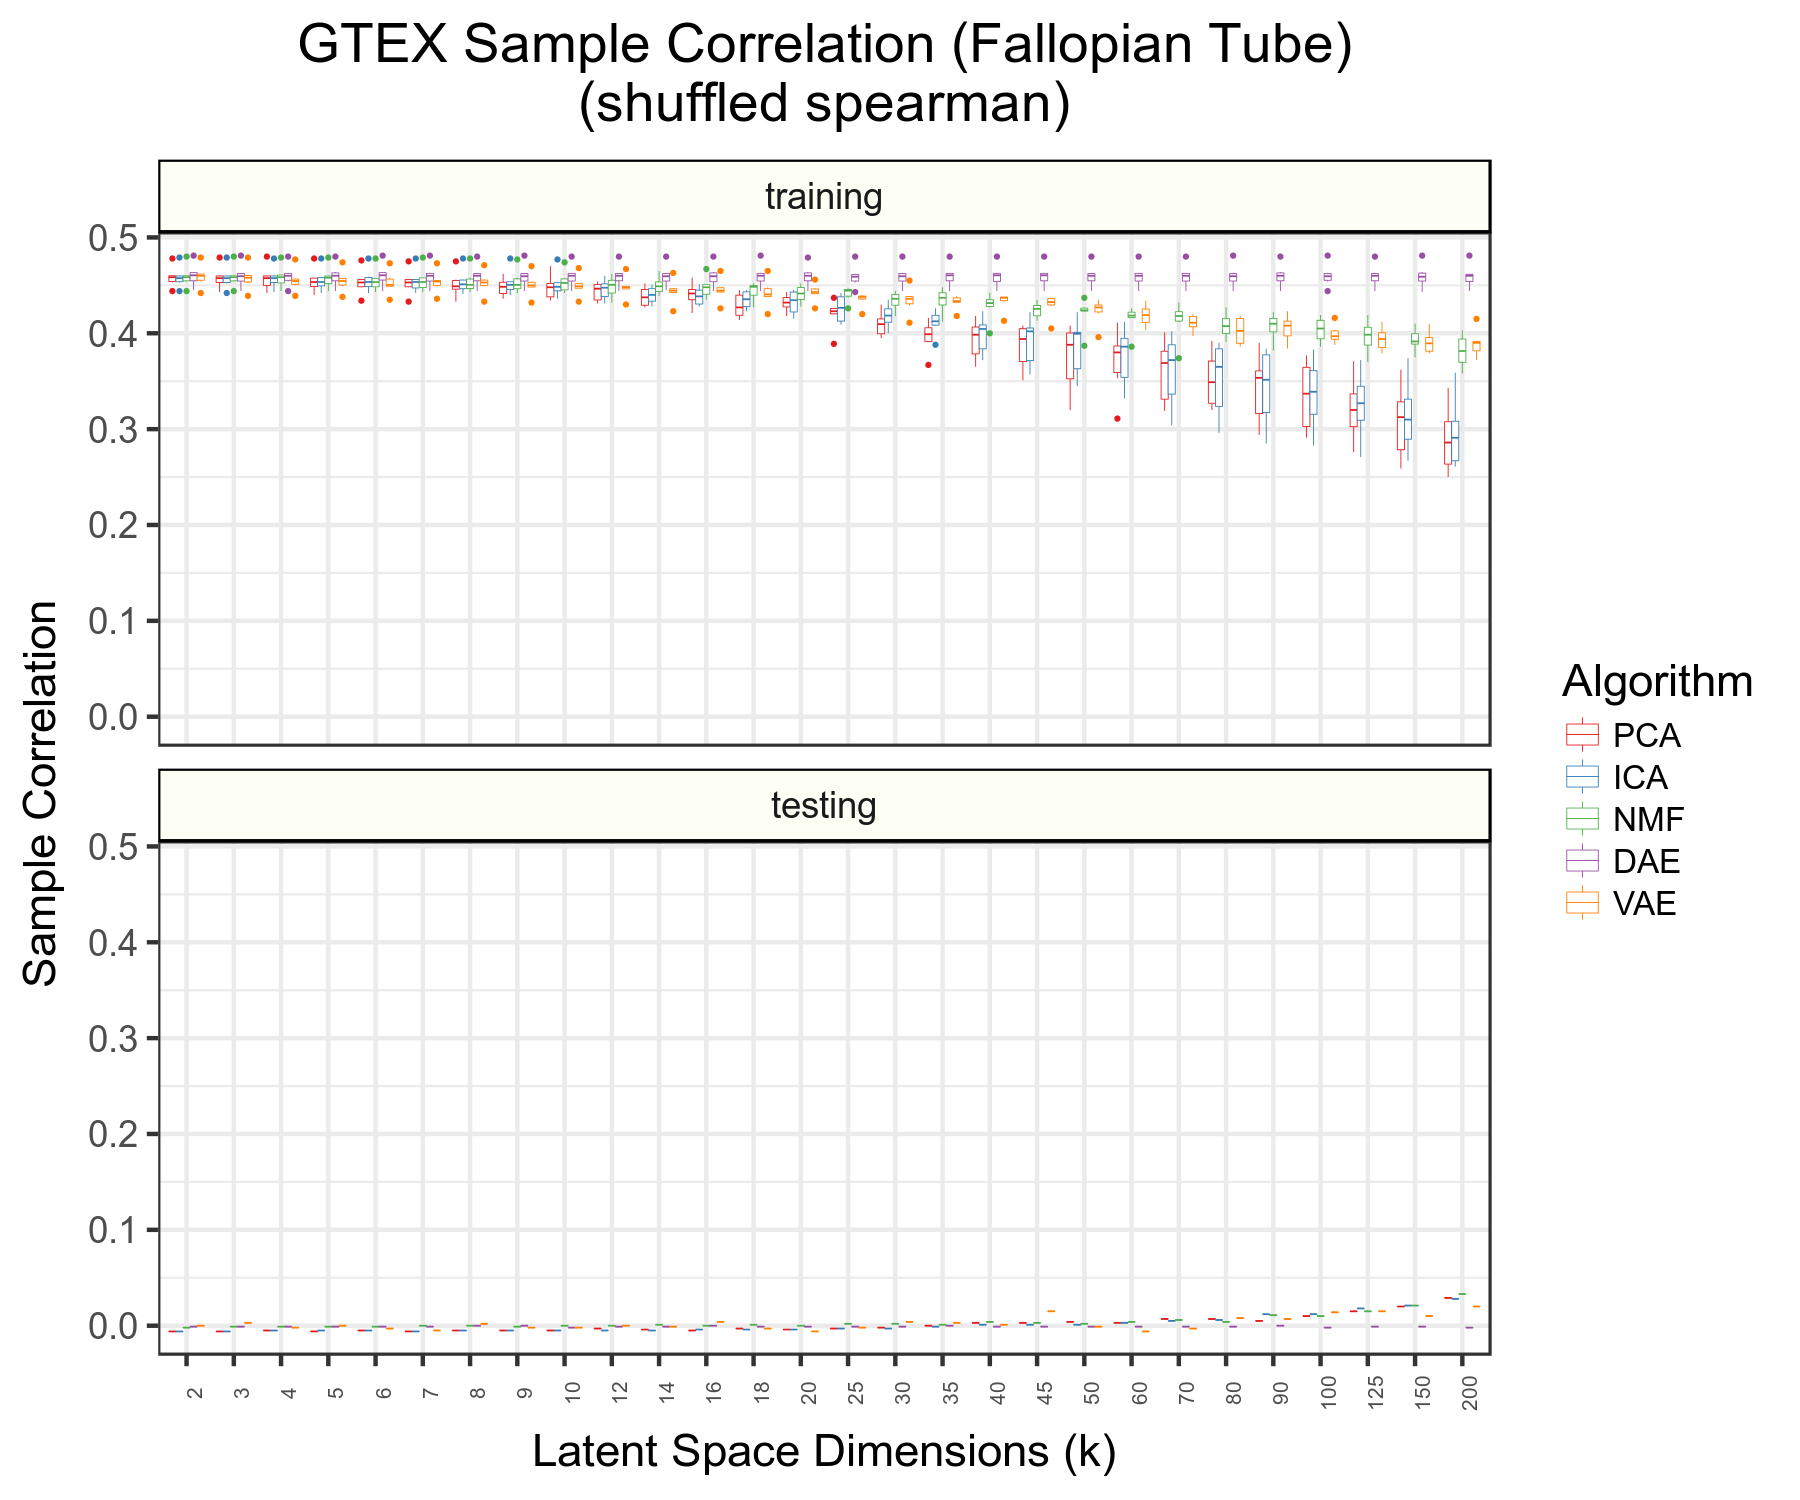 GTEX Sample Correlation (Fallopian Tube)
(shuffled spearman)
training
0.5
0.4
0.3
0.2
0.1
0.0
testing
0.5
0.4
0.3
0.2
0.1
0.0
Sample Correlation
2 3 4 5 6 7 8 9 10 12 14 16 18 20 25 30 35 40 45 50 60 70 80 90 100 125 150 200
Latent Space Dimensions (k)
Algorithm
PCA
ICA
NMF
DAE
VAE